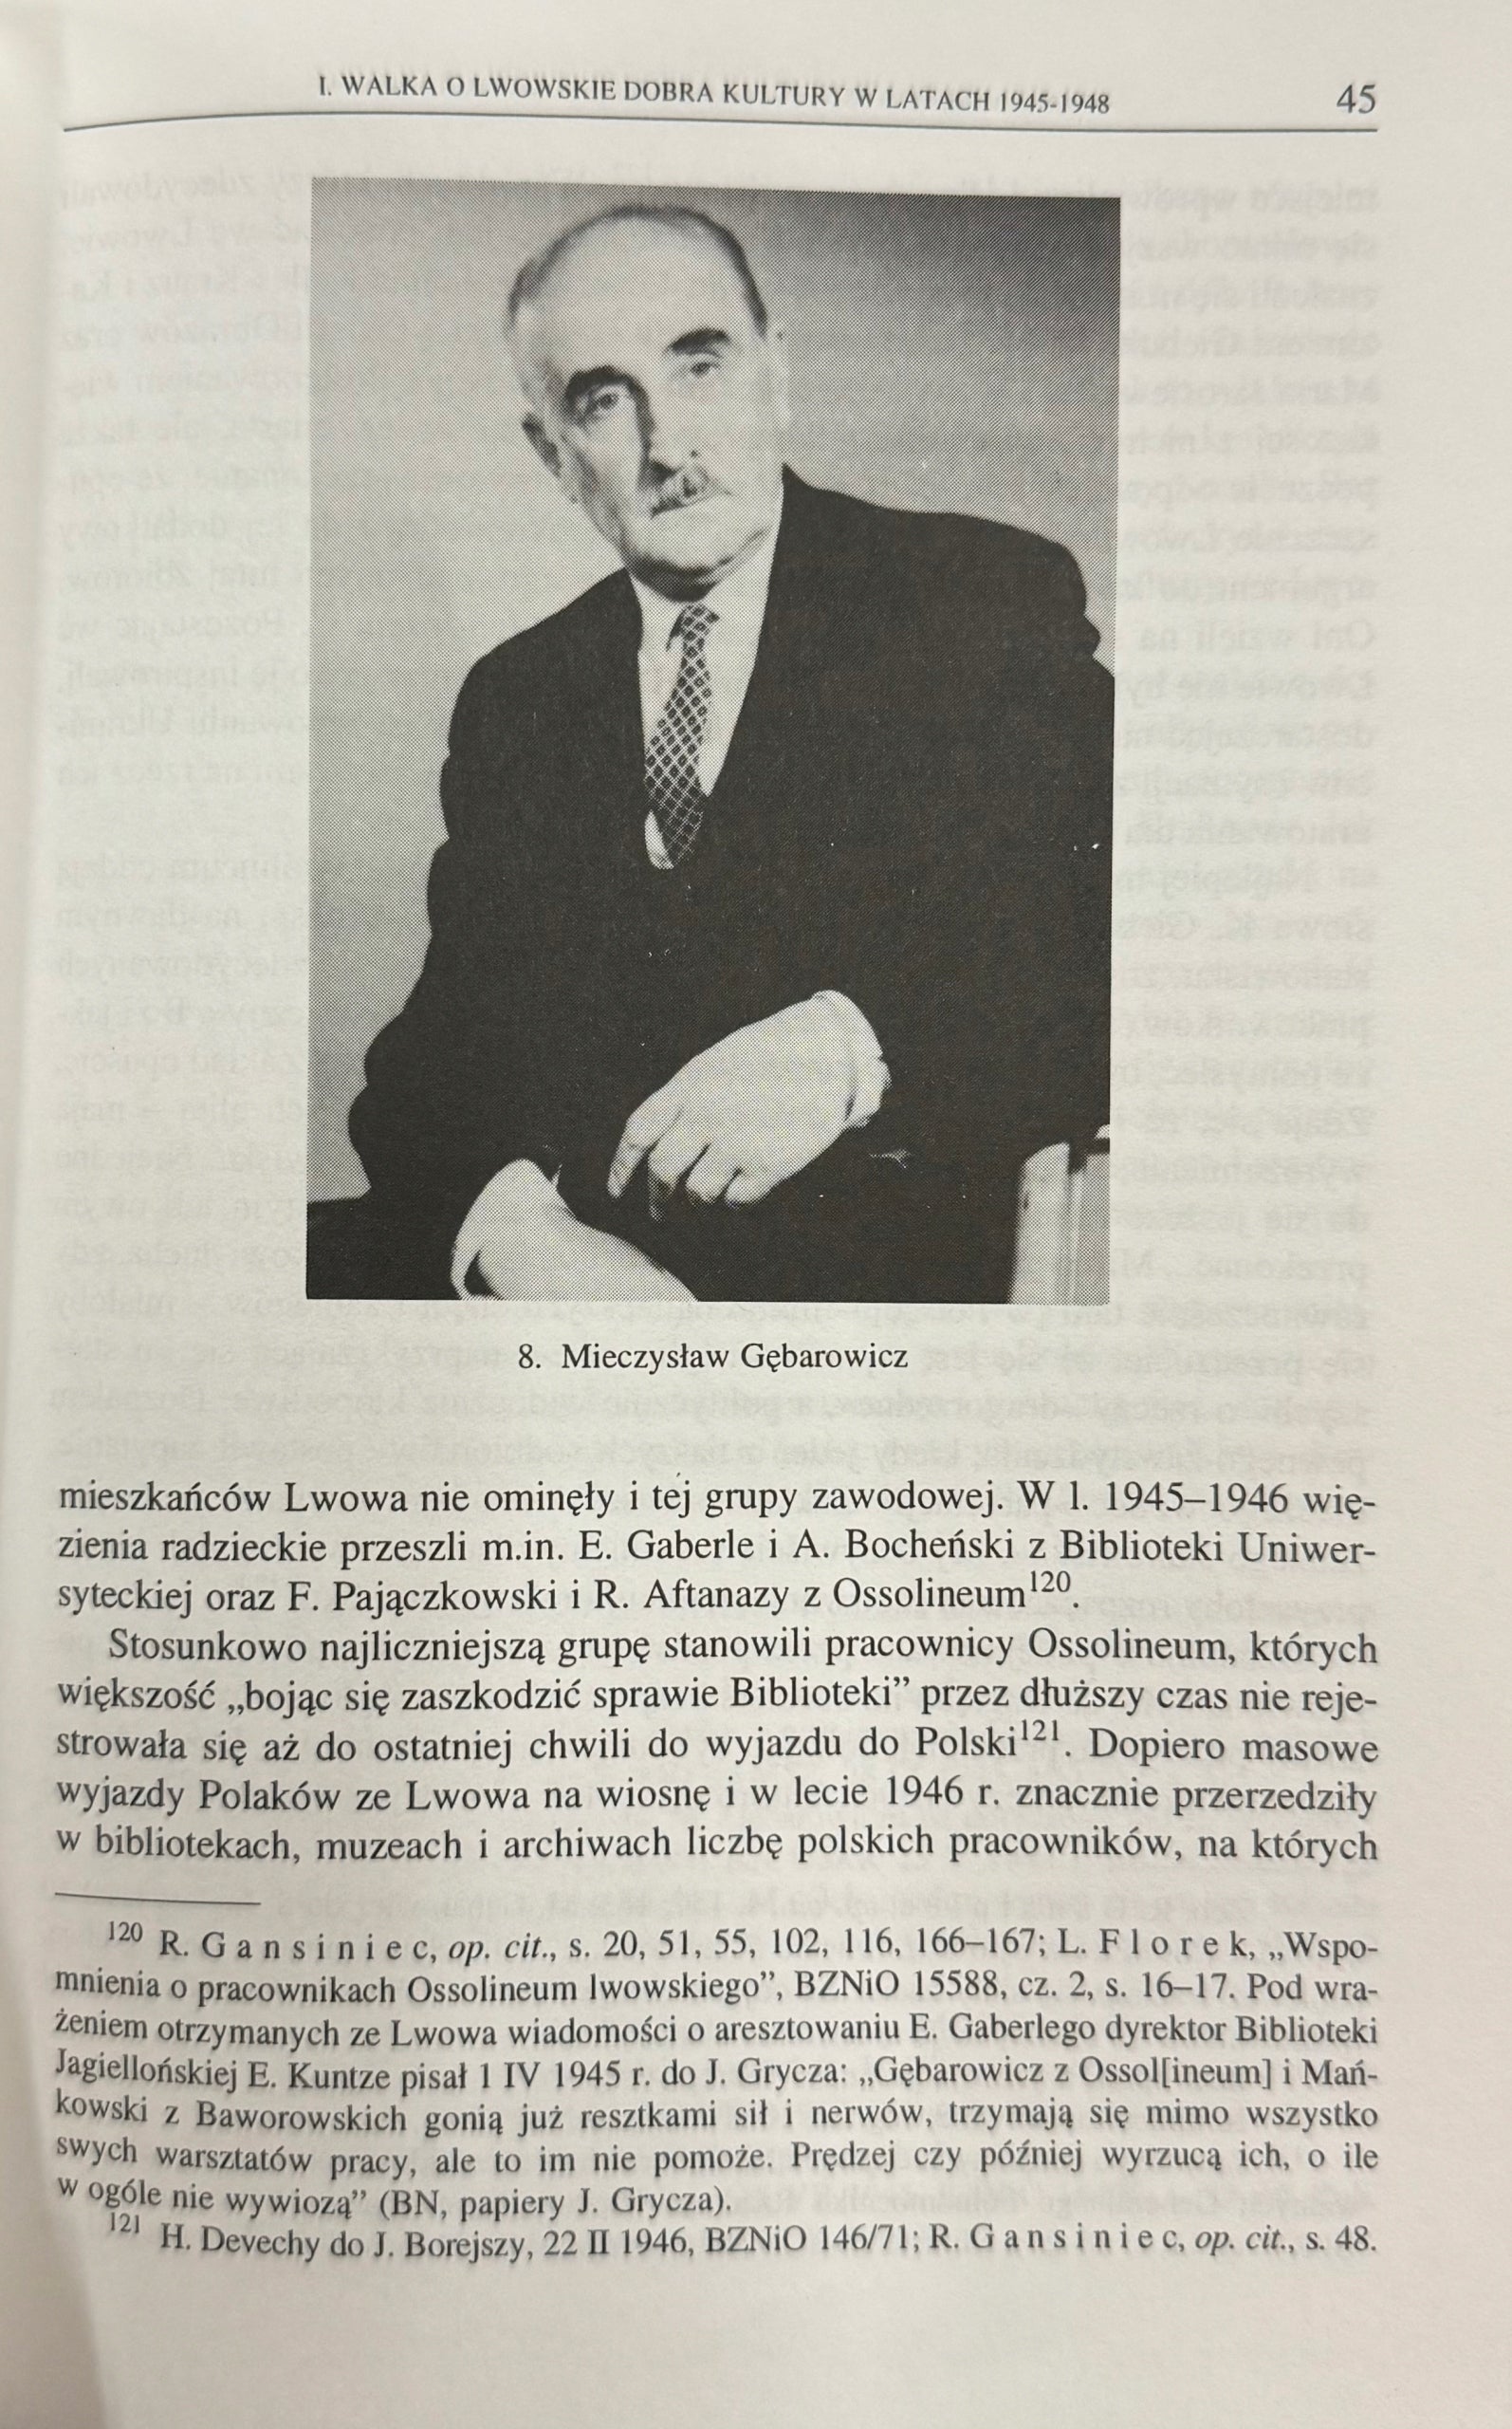 I. WALKA O LWOWSKIE DOBRA KULTURY W LATACH 1945-1948 45
8. Mieczysław Gębarowicz
mieszkańców Lwowa nie ominęły i tej grupy zawodowej. W l. 1945–1946 wię-
zienia radzieckie przeszli m.in. E. Gaberle i A. Bocheński z Biblioteki Uniwer-
syteckiej oraz F. Pajączkowski i R. Aftanazy z Ossolineum120.
Stosunkowo najliczniejszą grupę stanowili pracownicy Ossolineum, których
większość „bojąc się zaszkodzić sprawie Biblioteki” przez dłuższy czas nie reje-
strowała się aż do ostatniej chwili do wyjazdu do Polski121. Dopiero masowe
wyjazdy Polaków ze Lwowa na wiosnę i w lecie 1946 r. znacznie przerzedziły
w bibliotekach, muzeach i archiwach liczbę polskich pracowników, na których
120 R. Gansiniec, op. cit., s. 20, 51, 55, 102, 116, 166–167; L. Florek, „Wspo-
mnienia o pracownikach Ossolineum lwowskiego”, BZNiO 15588, cz. 2, s. 16–17. Pod wra-
żeniem otrzymanych ze Lwowa wiadomości o aresztowaniu E. Gaberlego dyrektor Biblioteki
Jagiellońskiej E. Kuntze pisał 1 IV 1945 r. do J. Grycza: „Gębarowicz z Ossol[ineum] i Mań-
kowski z Baworowskich gonią już resztkami sił i nerwów, trzymają się mimo wszystko
swych warsztatów pracy, ale to im nie pomoże. Prędzej czy później wyrzucą ich, o ile
w ogóle nie wywiozą” (BN, papiery J. Grycza).
121 H. Devechy do J. Borejszy, 22 II 1946, BZNiO 146/71; R. Gansiniec, op. cit., s. 48.